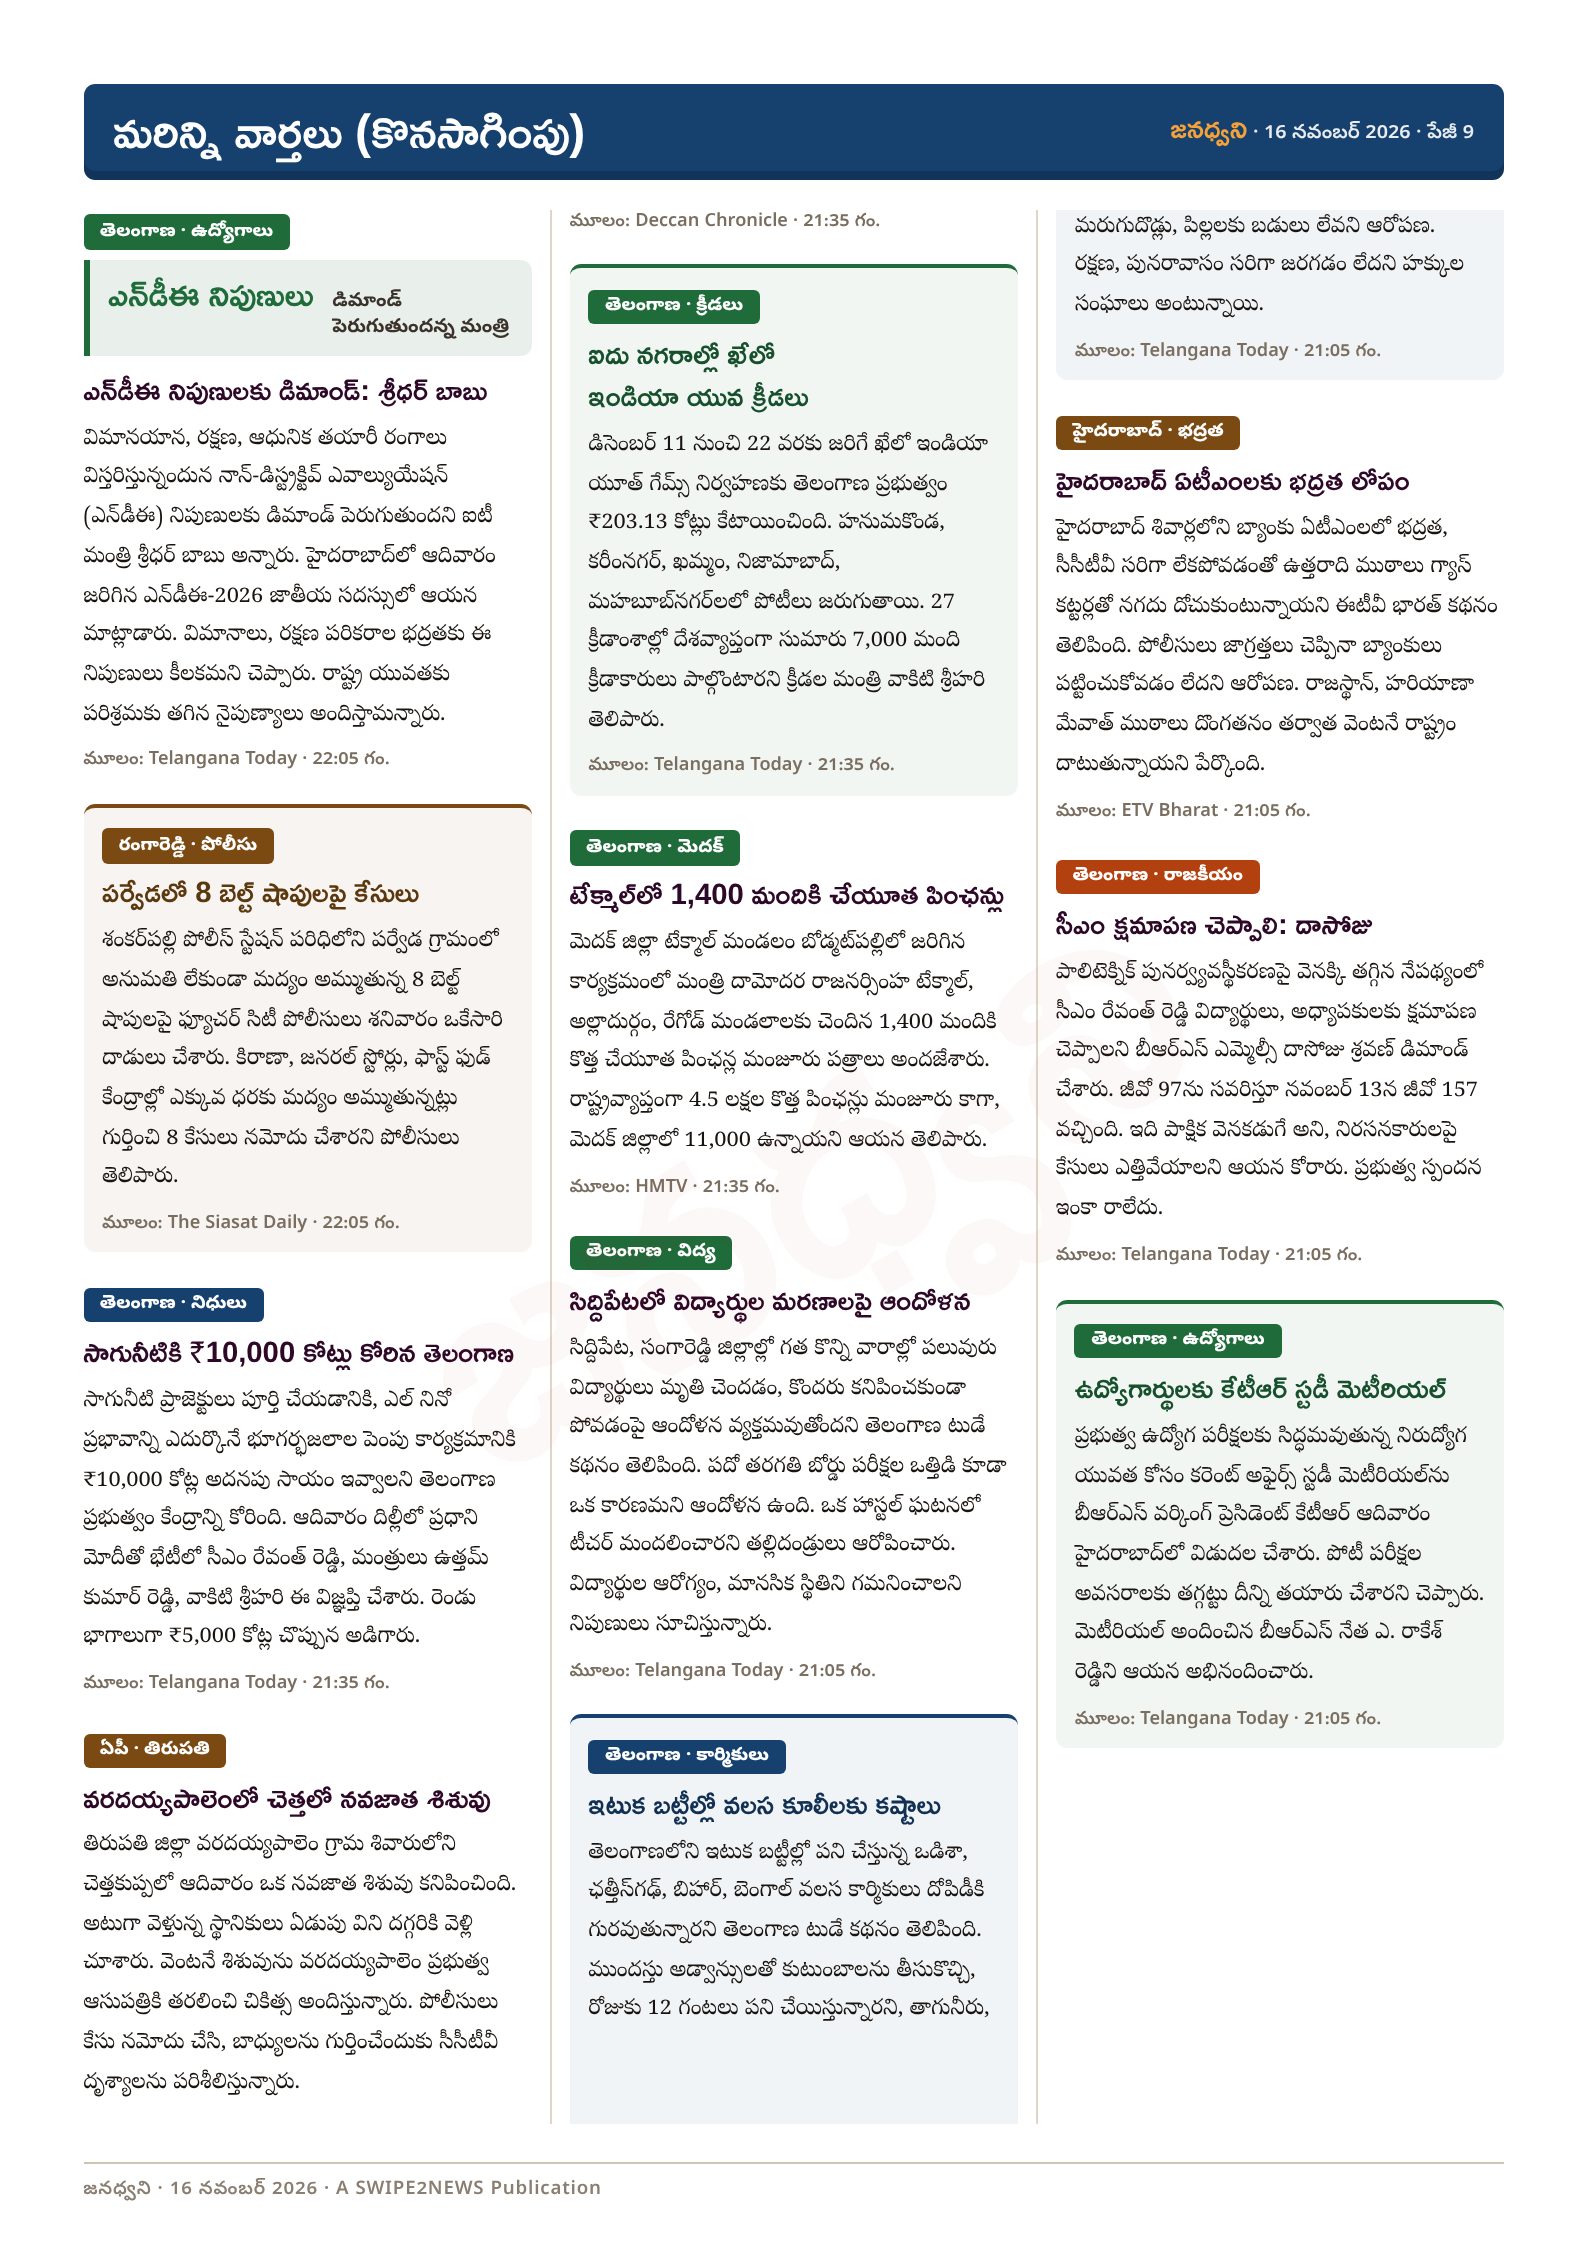 మరిన్ని వార్తలు (కొనసాగింపు)
జనధ్వని · 16 నవంబర్ 2026 · పేజీ 9
తెలంగాణ · ఉద్యోగాలు
ఎన్‌డీఈ నిపుణులు
డిమాండ్
పెరుగుతుందన్న మంత్రి
ఎన్‌డీఈ నిపుణులకు డిమాండ్: శ్రీధర్ బాబు
విమానయాన, రక్షణ, ఆధునిక తయారీ రంగాలు
విస్తరిస్తున్నందున నాన్-డిస్ట్రక్టివ్ ఎవాల్యుయేషన్
(ఎన్‌డీఈ) నిపుణులకు డిమాండ్ పెరుగుతుందని ఐటీ
మంత్రి శ్రీధర్ బాబు అన్నారు. హైదరాబాద్‌లో ఆదివారం
జరిగిన ఎన్‌డీఈ-2026 జాతీయ సదస్సులో ఆయన
మాట్లాడారు. విమానాలు, రక్షణ పరికరాల భద్రతకు ఈ
నిపుణులు కీలకమని చెప్పారు. రాష్ట్ర యువతకు
పరిశ్రమకు తగిన నైపుణ్యాలు అందిస్తామన్నారు.
మూలం: Telangana Today · 22:05 గం.
రంగారెడ్డి · పోలీసు
పర్వేడలో 8 బెల్ట్ షాపులపై కేసులు
శంకర్‌పల్లి పోలీస్ స్టేషన్ పరిధిలోని పర్వేడ గ్రామంలో
అనుమతి లేకుండా మద్యం అమ్ముతున్న 8 బెల్ట్
షాపులపై ఫ్యూచర్ సిటీ పోలీసులు శనివారం ఒకేసారి
దాడులు చేశారు. కిరాణా, జనరల్ స్టోర్లు, ఫాస్ట్ ఫుడ్
కేంద్రాల్లో ఎక్కువ ధరకు మద్యం అమ్ముతున్నట్లు
గుర్తించి 8 కేసులు నమోదు చేశారని పోలీసులు
తెలిపారు.
మూలం: The Siasat Daily · 22:05 గం.
తెలంగాణ · నిధులు
సాగునీటికి ₹10,000 కోట్లు కోరిన తెలంగాణ
సాగునీటి ప్రాజెక్టులు పూర్తి చేయడానికి, ఎల్ నినో
ప్రభావాన్ని ఎదుర్కొనే భూగర్భజలాల పెంపు కార్యక్రమానికి
₹10,000 కోట్ల అదనపు సాయం ఇవ్వాలని తెలంగాణ
ప్రభుత్వం కేంద్రాన్ని కోరింది. ఆదివారం దిల్లీలో ప్రధాని
మోదీతో భేటీలో సీఎం రేవంత్ రెడ్డి, మంత్రులు ఉత్తమ్
కుమార్ రెడ్డి, వాకిటి శ్రీహరి ఈ విజ్ఞప్తి చేశారు. రెండు
భాగాలుగా ₹5,000 కోట్ల చొప్పున అడిగారు.
మూలం: Telangana Today · 21:35 గం.
ఏపీ · తిరుపతి
వరదయ్యపాలెంలో చెత్తలో నవజాత శిశువు
తిరుపతి జిల్లా వరదయ్యపాలెం గ్రామ శివారులోని
చెత్తకుప్పలో ఆదివారం ఒక నవజాత శిశువు కనిపించింది.
అటుగా వెళ్తున్న స్థానికులు ఏడుపు విని దగ్గరికి వెళ్లి
చూశారు. వెంటనే శిశువును వరదయ్యపాలెం ప్రభుత్వ
ఆసుపత్రికి తరలించి చికిత్స అందిస్తున్నారు. పోలీసులు
కేసు నమోదు చేసి, బాధ్యులను గుర్తించేందుకు సీసీటీవీ
దృశ్యాలను పరిశీలిస్తున్నారు.
మూలం: Deccan Chronicle · 21:35 గం.
తెలంగాణ · క్రీడలు
ఐదు నగరాల్లో ఖేలో
ఇండియా యువ క్రీడలు
డిసెంబర్ 11 నుంచి 22 వరకు జరిగే ఖేలో ఇండియా
యూత్ గేమ్స్ నిర్వహణకు తెలంగాణ ప్రభుత్వం
₹203.13 కోట్లు కేటాయించింది. హనుమకొండ,
కరీంనగర్, ఖమ్మం, నిజామాబాద్,
మహబూబ్‌నగర్‌లలో పోటీలు జరుగుతాయి. 27
క్రీడాంశాల్లో దేశవ్యాప్తంగా సుమారు 7,000 మంది
క్రీడాకారులు పాల్గొంటారని క్రీడల మంత్రి వాకిటి శ్రీహరి
తెలిపారు.
మూలం: Telangana Today · 21:35 గం.
తెలంగాణ · మెదక్
టేక్మాల్‌లో 1,400 మందికి చేయూత పింఛన్లు
మెదక్ జిల్లా టేక్మాల్ మండలం బోడ్మట్‌పల్లిలో జరిగిన
కార్యక్రమంలో మంత్రి దామోదర రాజనర్సింహ టేక్మాల్,
అల్లాదుర్గం, రేగోడ్ మండలాలకు చెందిన 1,400 మందికి
కొత్త చేయూత పింఛన్ల మంజూరు పత్రాలు అందజేశారు.
రాష్ట్రవ్యాప్తంగా 4.5 లక్షల కొత్త పింఛన్లు మంజూరు కాగా,
మెదక్ జిల్లాలో 11,000 ఉన్నాయని ఆయన తెలిపారు.
మూలం: HMTV · 21:35 గం.
తెలంగాణ · విద్య
సిద్దిపేటలో విద్యార్థుల మరణాలపై ఆందోళన
సిద్దిపేట, సంగారెడ్డి జిల్లాల్లో గత కొన్ని వారాల్లో పలువురు
విద్యార్థులు మృతి చెందడం, కొందరు కనిపించకుండా
పోవడంపై ఆందోళన వ్యక్తమవుతోందని తెలంగాణ టుడే
కథనం తెలిపింది. పదో తరగతి బోర్డు పరీక్షల ఒత్తిడి కూడా
ఒక కారణమని ఆందోళన ఉంది. ఒక హాస్టల్ ఘటనలో
టీచర్ మందలించారని తల్లిదండ్రులు ఆరోపించారు.
విద్యార్థుల ఆరోగ్యం, మానసిక స్థితిని గమనించాలని
నిపుణులు సూచిస్తున్నారు.
మూలం: Telangana Today · 21:05 గం.
తెలంగాణ · కార్మికులు
ఇటుక బట్టీల్లో వలస కూలీలకు కష్టాలు
తెలంగాణలోని ఇటుక బట్టీల్లో పని చేస్తున్న ఒడిశా,
ఛత్తీస్‌గఢ్, బిహార్, బెంగాల్ వలస కార్మికులు దోపిడీకి
గురవుతున్నారని తెలంగాణ టుడే కథనం తెలిపింది.
ముందస్తు అడ్వాన్సులతో కుటుంబాలను తీసుకొచ్చి,
రోజుకు 12 గంటలు పని చేయిస్తున్నారని, తాగునీరు,
మరుగుదొడ్లు, పిల్లలకు బడులు లేవని ఆరోపణ.
రక్షణ, పునరావాసం సరిగా జరగడం లేదని హక్కుల
సంఘాలు అంటున్నాయి.
మూలం: Telangana Today · 21:05 గం.
హైదరాబాద్ · భద్రత
హైదరాబాద్ ఏటీఎంలకు భద్రత లోపం
హైదరాబాద్ శివార్లలోని బ్యాంకు ఏటీఎంలలో భద్రత,
సీసీటీవీ సరిగా లేకపోవడంతో ఉత్తరాది ముఠాలు గ్యాస్
కట్టర్లతో నగదు దోచుకుంటున్నాయని ఈటీవీ భారత్ కథనం
తెలిపింది. పోలీసులు జాగ్రత్తలు చెప్పినా బ్యాంకులు
పట్టించుకోవడం లేదని ఆరోపణ. రాజస్థాన్, హరియాణా
మేవాత్ ముఠాలు దొంగతనం తర్వాత వెంటనే రాష్ట్రం
దాటుతున్నాయని పేర్కొంది.
మూలం: ETV Bharat · 21:05 గం.
తెలంగాణ · రాజకీయం
సీఎం క్షమాపణ చెప్పాలి: దాసోజు
పాలిటెక్నిక్ పునర్వ్యవస్థీకరణపై వెనక్కి తగ్గిన నేపథ్యంలో
సీఎం రేవంత్ రెడ్డి విద్యార్థులు, అధ్యాపకులకు క్షమాపణ
చెప్పాలని బీఆర్ఎస్ ఎమ్మెల్సీ దాసోజు శ్రవణ్ డిమాండ్
చేశారు. జీవో 97ను సవరిస్తూ నవంబర్ 13న జీవో 157
వచ్చింది. ఇది పాక్షిక వెనకడుగే అని, నిరసనకారులపై
కేసులు ఎత్తివేయాలని ఆయన కోరారు. ప్రభుత్వ స్పందన
ఇంకా రాలేదు.
మూలం: Telangana Today · 21:05 గం.
తెలంగాణ · ఉద్యోగాలు
ఉద్యోగార్థులకు కేటీఆర్ స్టడీ మెటీరియల్
ప్రభుత్వ ఉద్యోగ పరీక్షలకు సిద్ధమవుతున్న నిరుద్యోగ
యువత కోసం కరెంట్ అఫైర్స్ స్టడీ మెటీరియల్‌ను
బీఆర్ఎస్ వర్కింగ్ ప్రెసిడెంట్ కేటీఆర్ ఆదివారం
హైదరాబాద్‌లో విడుదల చేశారు. పోటీ పరీక్షల
అవసరాలకు తగ్గట్టు దీన్ని తయారు చేశారని చెప్పారు.
మెటీరియల్ అందించిన బీఆర్ఎస్ నేత ఎ. రాకేశ్
రెడ్డిని ఆయన అభినందించారు.
మూలం: Telangana Today · 21:05 గం.
జనధ్వని
జనధ్వని · 16 నవంబర్ 2026 · A SWIPE2NEWS Publication